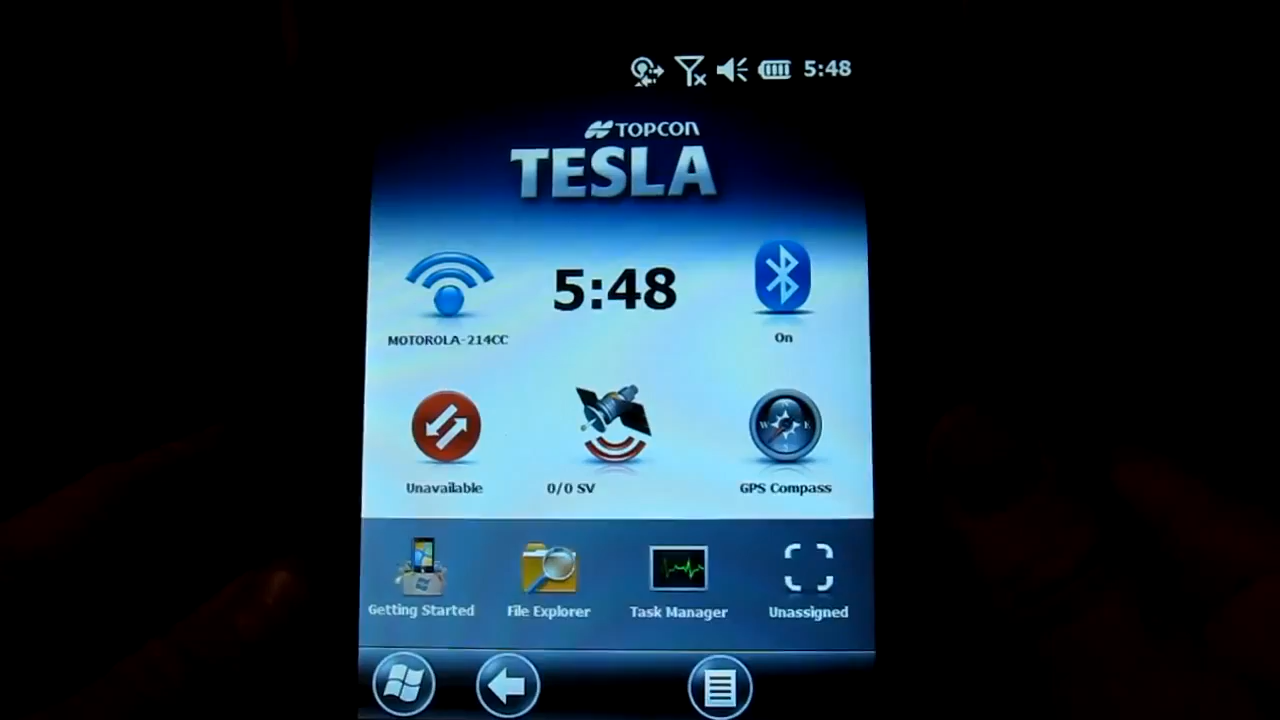 5:48
TOPCON
TESLA
5:48
MOTOROLA-214CC
On
Unavailable
0/0 SV
GPS Compass
Getting Started
File Explorer
Task Manager
Unassigned